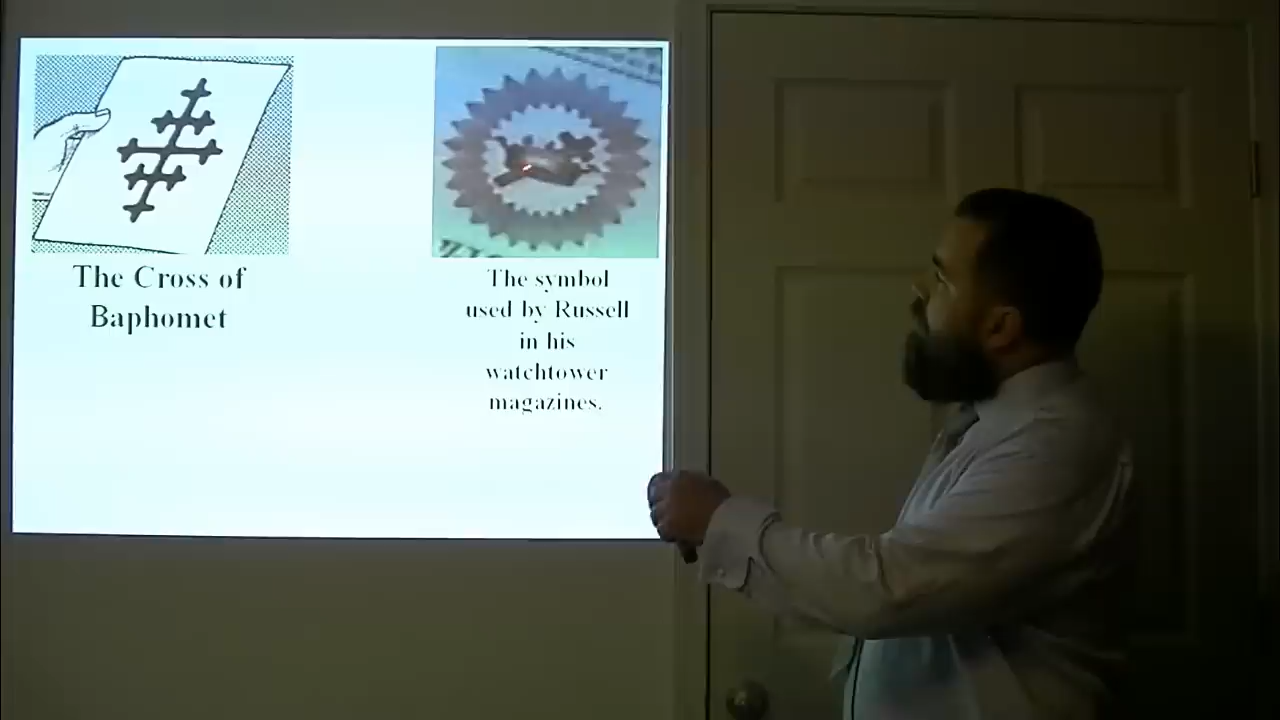 The Cross of
Baphomet
The symbol
used by Russell
in his
watchtower
magazines.